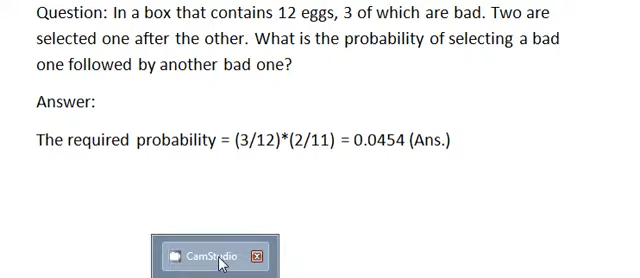 Question: In a box that contains 12 eggs, 3 of which are bad. Two are
selected one after the other. What is the probability of selecting a bad
one followed by another bad one?
Answer:
The required probability = (3/12)*(2/11) = 0.0454 (Ans.)
CamStudio